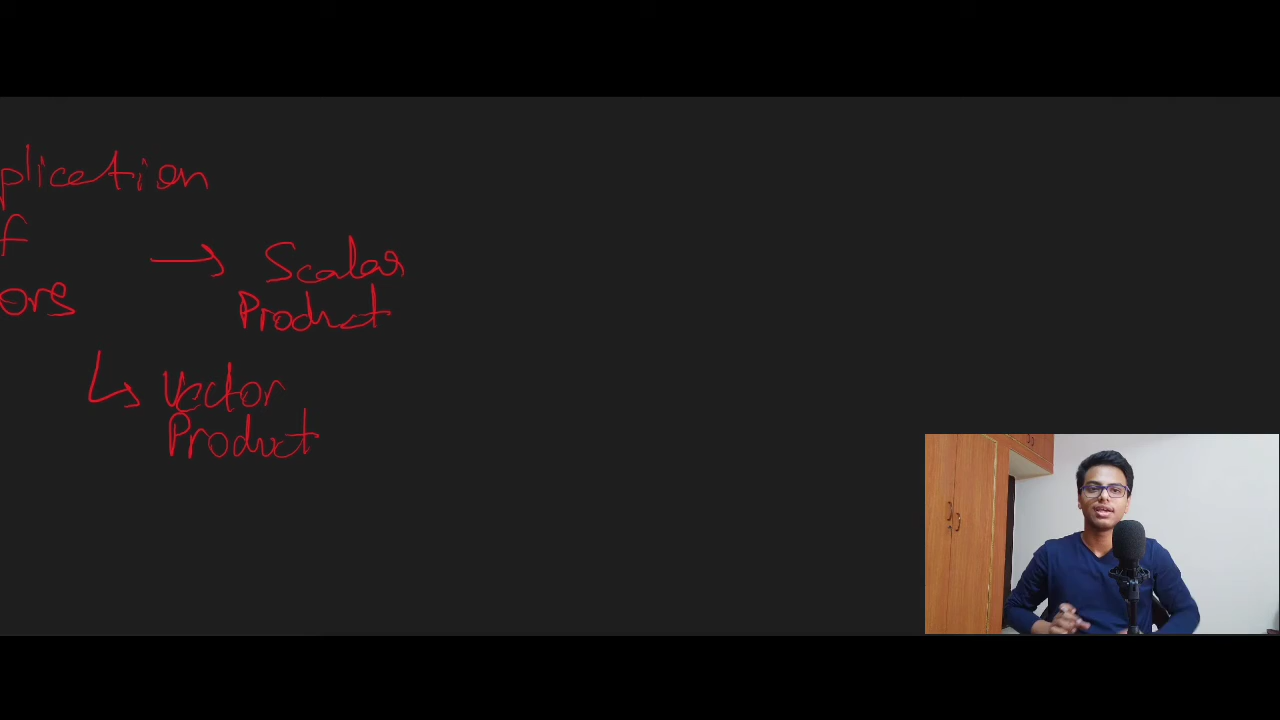 plication
f
→ Scalar
Product
ors
↳ Vector
Product